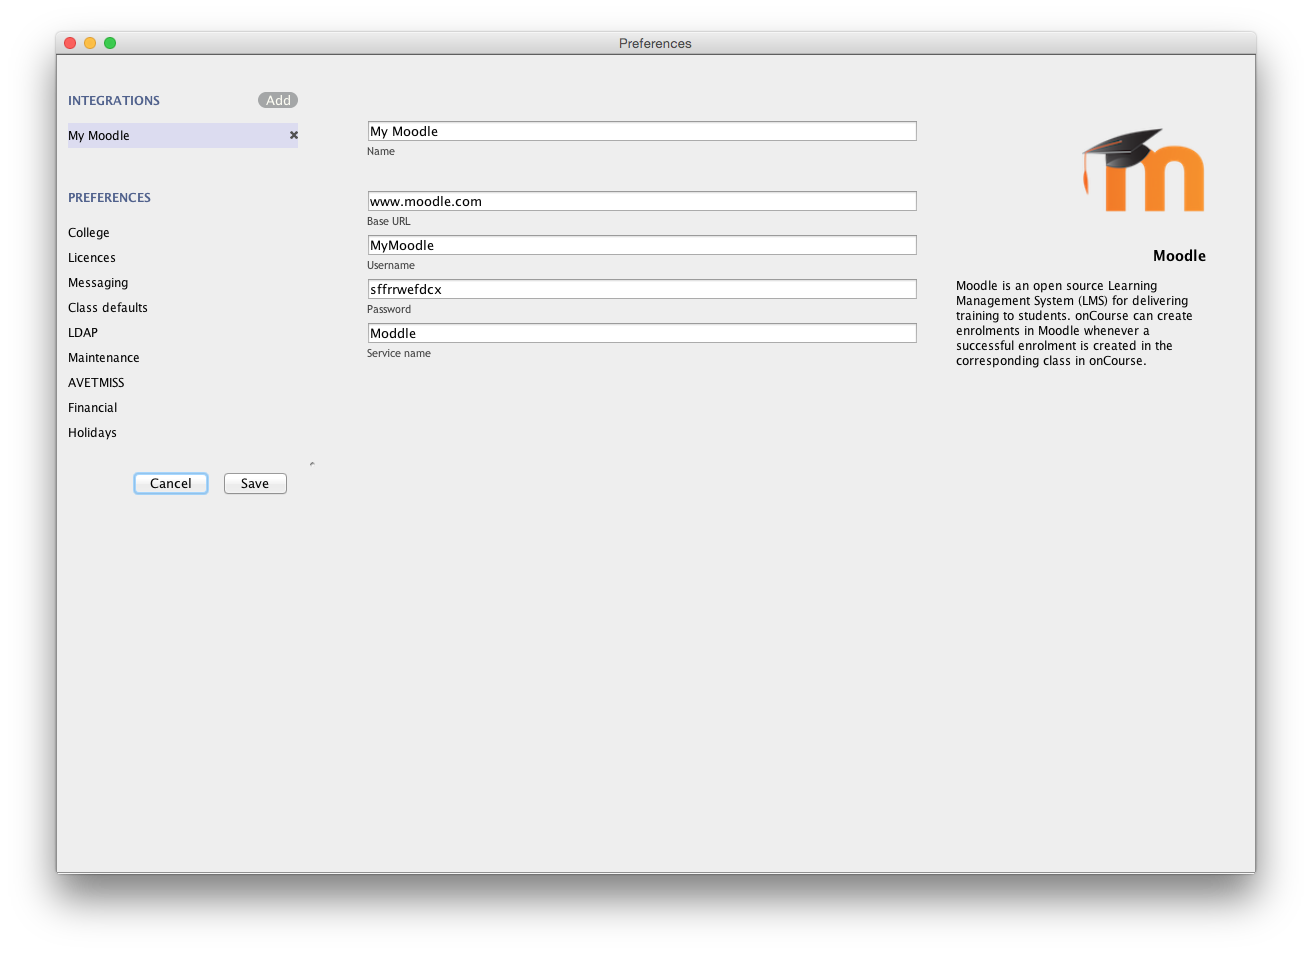 Preferences
INTEGRATIONS
Add
My Moodle
PREFERENCES
College
Licences
Messaging
Class defaults
LDAP
Maintenance
AVETMISS
Financial
Holidays
Cancel
Save
My Moodle
Name
www.moodle.com
Base URL
MyMoodle
Username
sffrrwefdcx
Password
Moddle
Service name
m
Moodle
Moodle is an open source Learning
Management System (LMS) for delivering
training to students. onCourse can create
enrolments in Moodle whenever a
successful enrolment is created in the
corresponding class in onCourse.